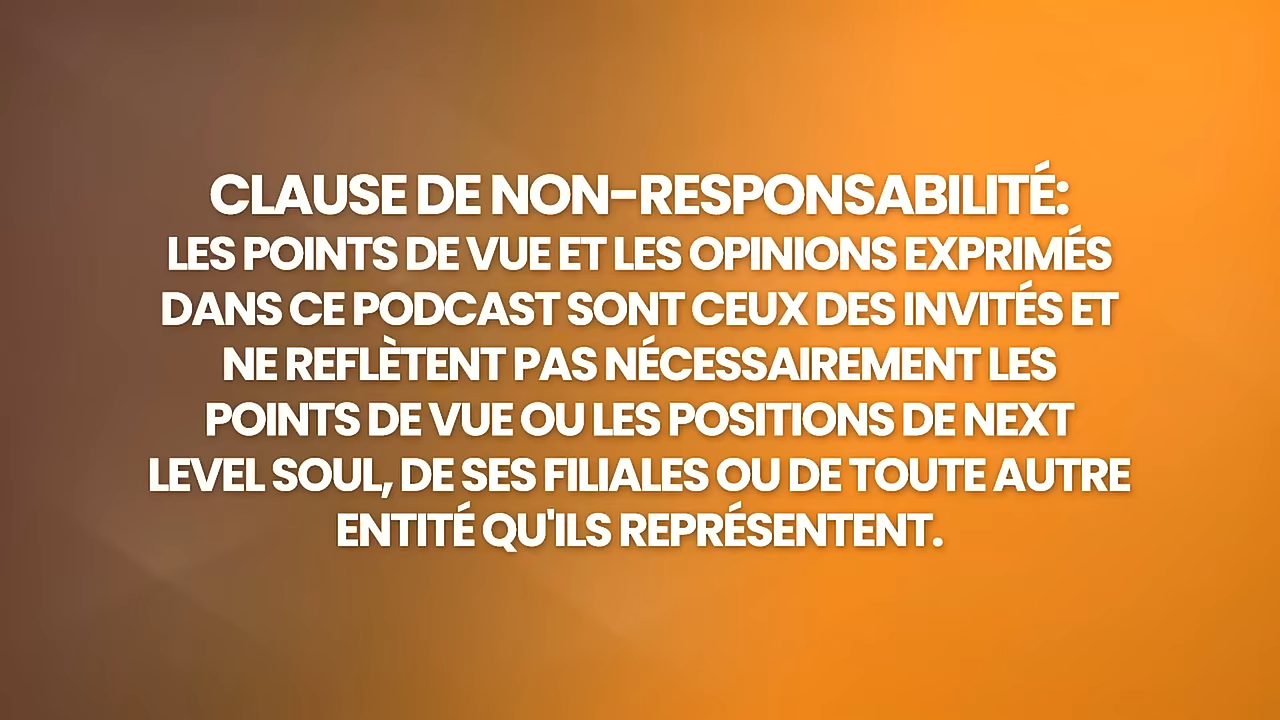 CLAUSE DE NON-RESPONSABILITÉ:
LES POINTS DE VUE ET LES OPINIONS EXPRIMÉS
DANS CE PODCAST SONT CEUX DES INVITÉS ET
NE REFLÈTENT PAS NÉCESSAIREMENT LES
POINTS DE VUE OU LES POSITIONS DE NEXT
LEVEL SOUL, DE SES FILIALES OU DE TOUTE AUTRE
ENTITÉ QU'ILS REPRÉSENTENT.